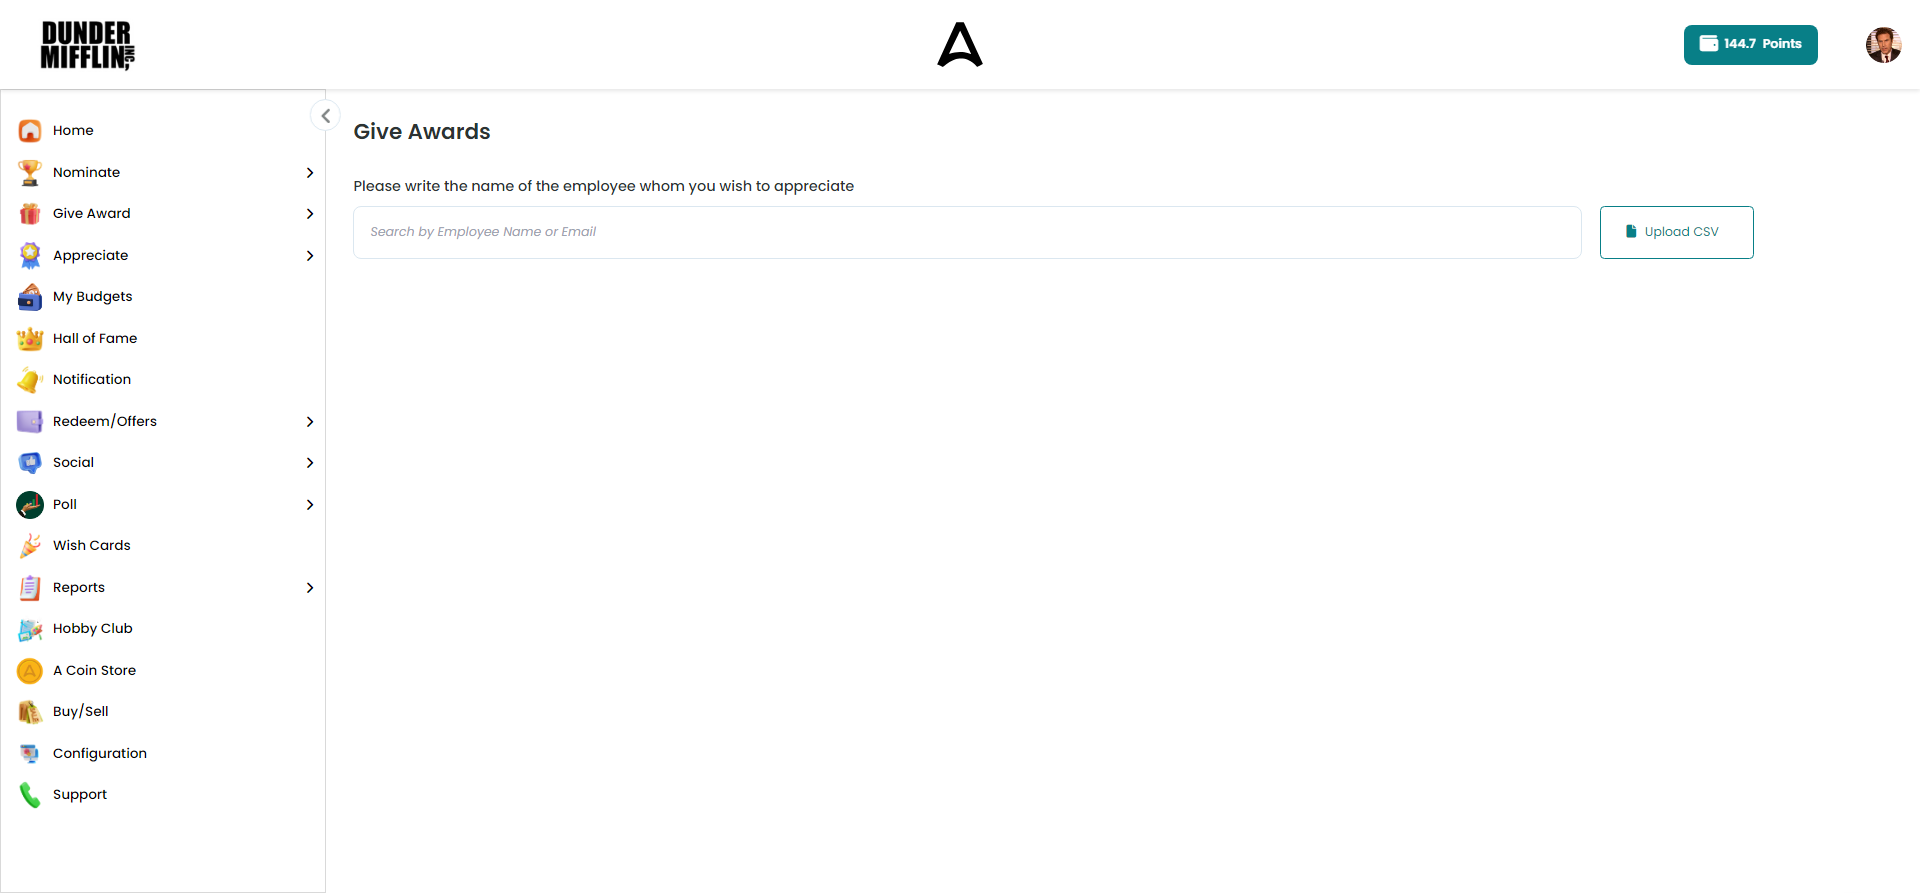 DUNDER
MIFFLIN, INC
A
144.7 Points
Home
Nominate
Give Award
Appreciate
My Budgets
Hall of Fame
Notification
Redeem/Offers
Social
Poll
Wish Cards
Reports
Hobby Club
A Coin Store
Buy/Sell
Configuration
Support
Give Awards
Please write the name of the employee whom you wish to appreciate
Search by Employee Name or Email
Upload CSV